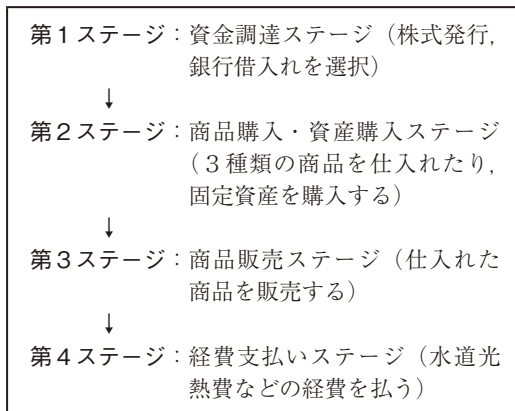 第1ステージ：資金調達ステージ（株式発行，
銀行借入れを選択）
↓
第2ステージ：商品購入・資産購入ステージ
（３種類の商品を仕入れたり，
固定資産を購入する）
↓
第3ステージ：商品販売ステージ（仕入れた
商品を販売する）
↓
第4ステージ：経費支払いステージ（水道光
熱費などの経費を払う）